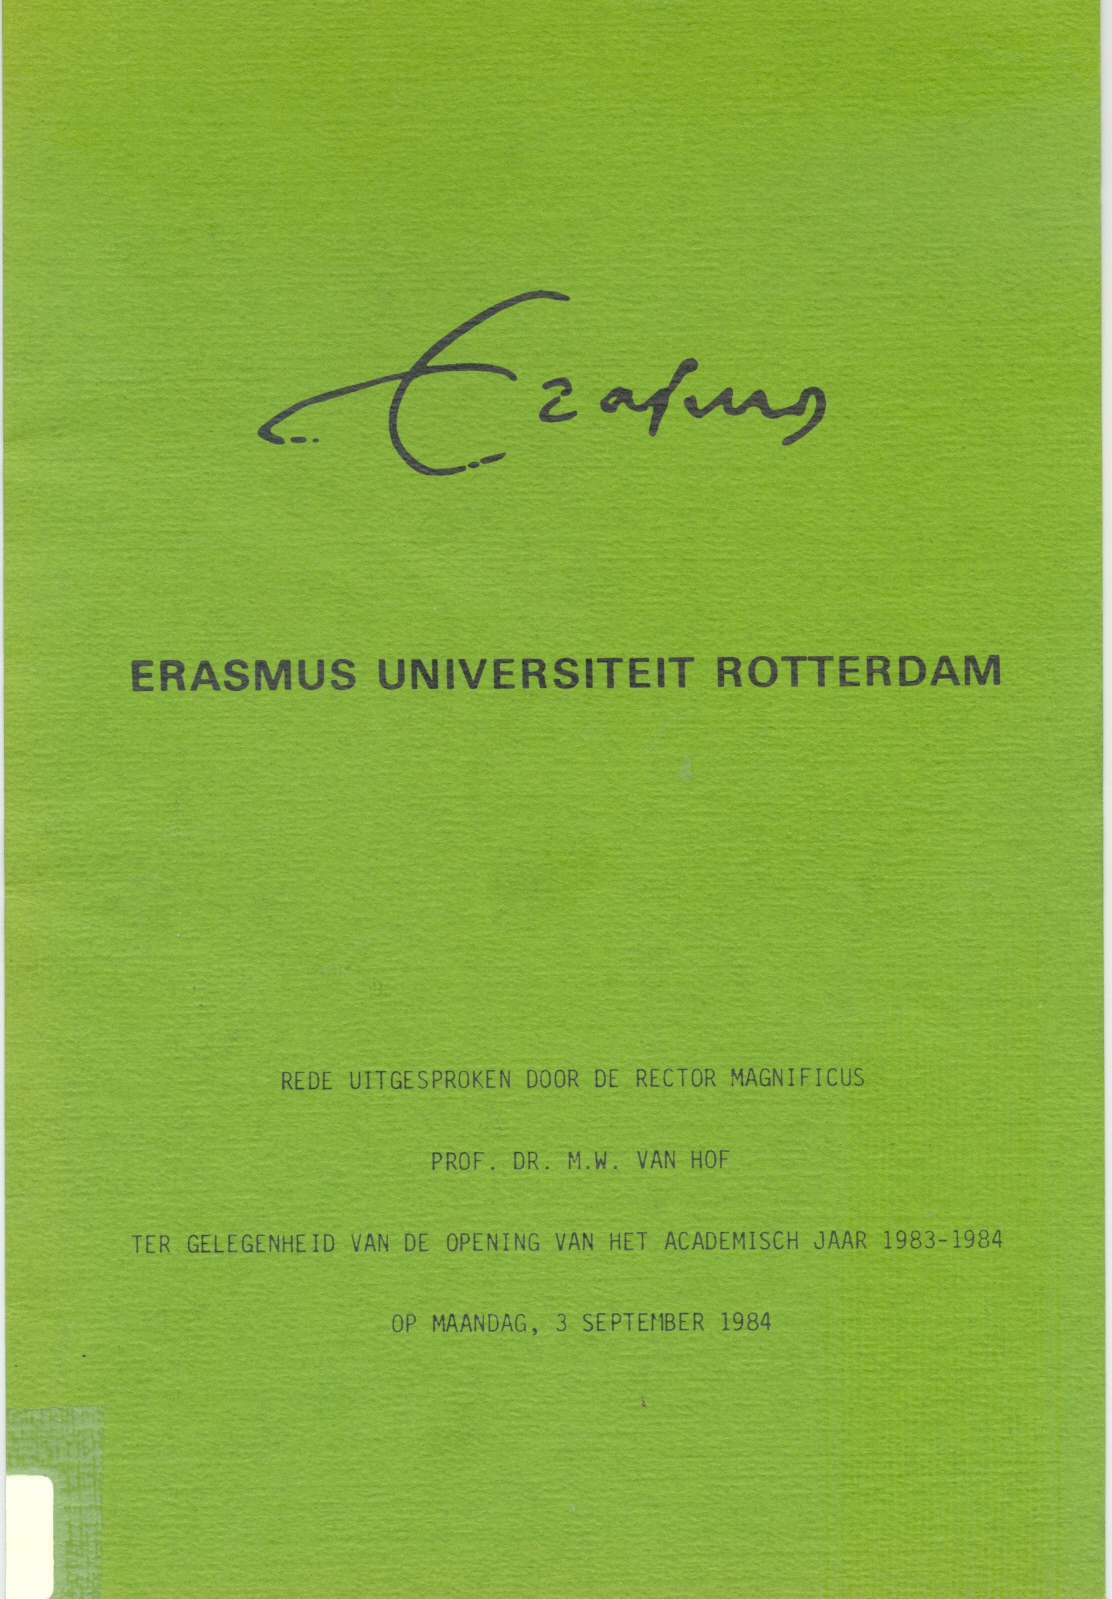 Erasmus
ERASMUS UNIVERSITEIT ROTTERDAM
REDE UITGESPROKEN DOOR DE RECTOR MAGNIFICUS
PROF. DR. M.W. VAN HOF
TER GELEGENHEID VAN DE OPENING VAN HET ACADEMISCH JAAR 1983-1984
OP MAANDAG, 3 SEPTEMBER 1984